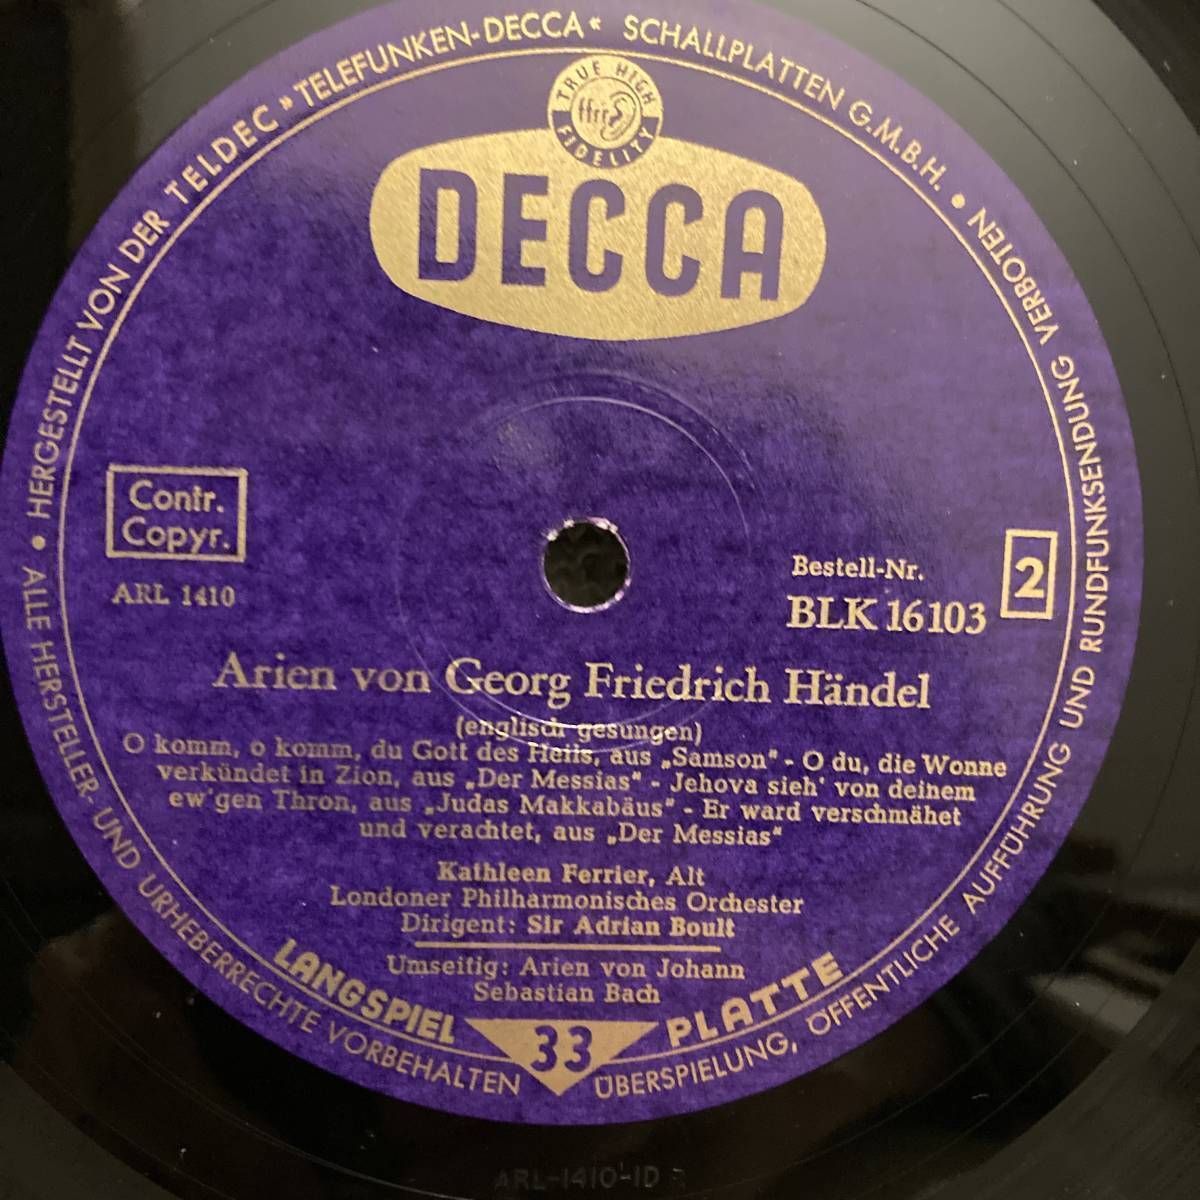 • HERGESTELLT VON DER TELDEC »TELEFUNKEN-DECCA« SCHALLPLATTEN G.M.B.H. •
TRUE HIGH
ffrr
FIDELITY
DECCA
Contr.
Copyr.
ARL 1410
Bestell-Nr.
BLK 16103
2
Arien von Georg Friedrich Händel
(englisch gesungen)
O komm, o komm, du Gott des Heils, aus „Samson" - O du, die Wonne
verkündet in Zion, aus „Der Messias" - Jehova sieh' von deinem
ew'gen Thron, aus „Judas Makkabäus" - Er ward verschmähet
und verachtet, aus „Der Messias"
Kathleen Ferrier, Alt
Londoner Philharmonisches Orchester
Dirigent: Sir Adrian Boult
Umseitig: Arien von Johann
Sebastian Bach
LANGSPIEL 33 PLATTE
ALLE HERSTELLER- UND URHEBERRECHTE VORBEHALTEN
ÜBERSPIELUNG, ÖFFENTLICHE AUFFÜHRUNG UND RUNDFUNKSENDUNG VERBOTEN
ARL-1410-1D